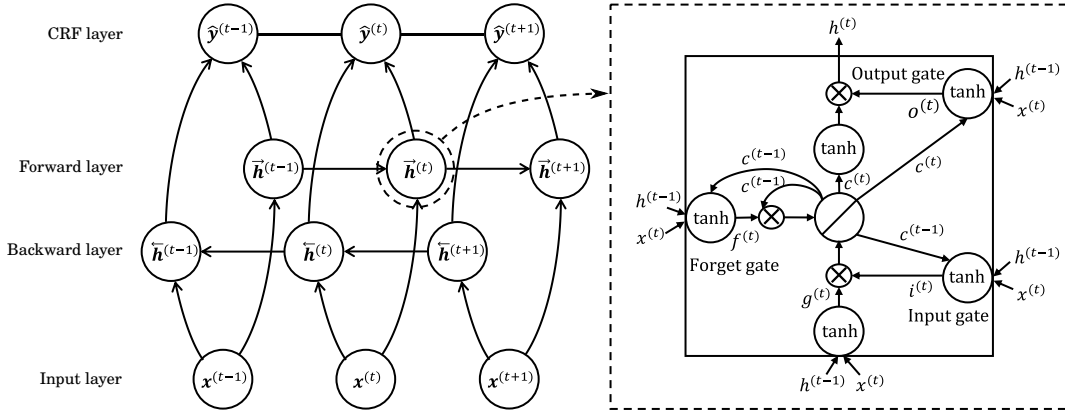 CRF layer
ŷ^(t−1) ŷ^(t) ŷ^(t+1)
Forward layer
h⃗^(t−1) h⃗^(t) h⃗^(t+1)
Backward layer
h⃖^(t−1) h⃖^(t) h⃖^(t+1)
Input layer
x^(t−1) x^(t) x^(t+1)
h^(t)
Output gate
tanh
h^(t−1)
x^(t)
o^(t)
tanh
c^(t−1)
c^(t−1)
c^(t)
c^(t)
h^(t−1)
x^(t)
tanh
f^(t)
Forget gate
c^(t−1)
tanh
h^(t−1)
x^(t)
i^(t)
Input gate
g^(t)
tanh
h^(t−1) x^(t)